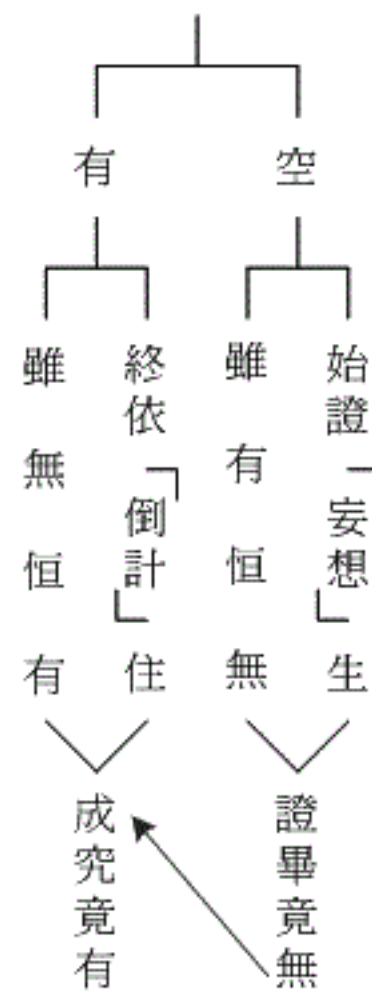 空
有
始證﹁妄想﹂生
雖有恒無
終依﹁倒計﹂住
雖無恒有
證畢竟無
成究竟有